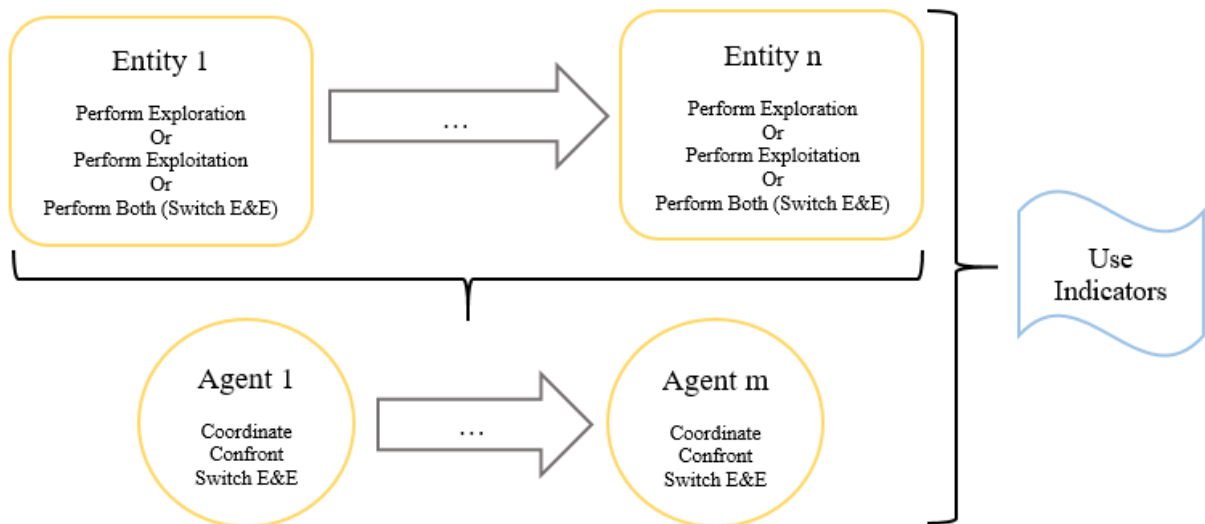 Entity 1
Perform Exploration
Or
Perform Exploitation
Or
Perform Both (Switch E&E)
…
Entity n
Perform Exploration
Or
Perform Exploitation
Or
Perform Both (Switch E&E)
Agent 1
Coordinate
Confront
Switch E&E
…
Agent m
Coordinate
Confront
Switch E&E
Use
Indicators